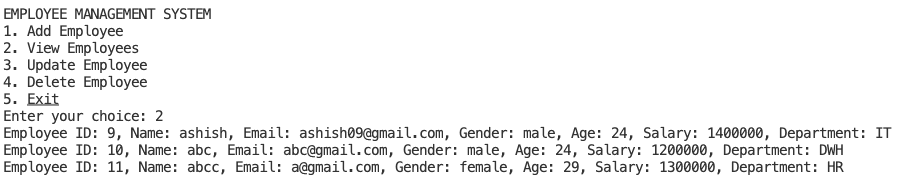 EMPLOYEE MANAGEMENT SYSTEM
1. Add Employee
2. View Employees
3. Update Employee
4. Delete Employee
5. Exit
Enter your choice: 2
Employee ID: 9, Name: ashish, Email: ashish09@gmail.com, Gender: male, Age: 24, Salary: 1400000, Department: IT
Employee ID: 10, Name: abc, Email: abc@gmail.com, Gender: male, Age: 24, Salary: 1200000, Department: DWH
Employee ID: 11, Name: abcc, Email: a@gmail.com, Gender: female, Age: 29, Salary: 1300000, Department: HR